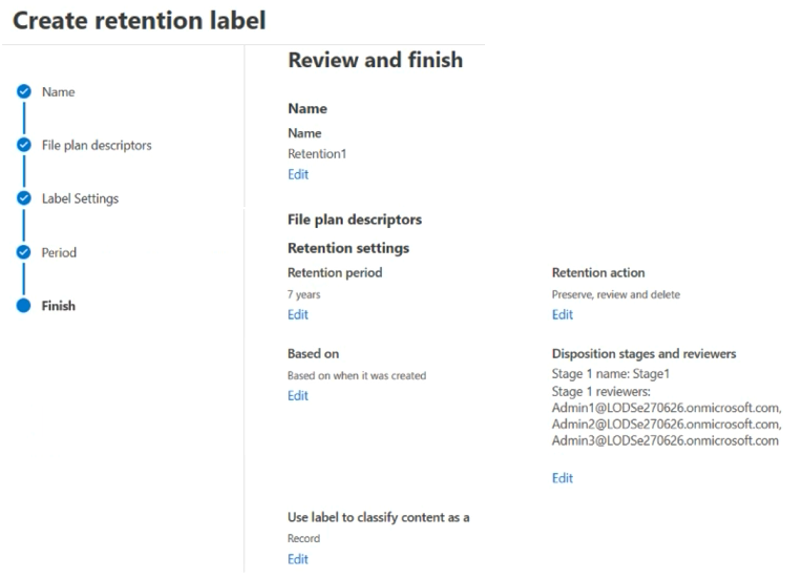 Create retention label
Name
File plan descriptors
Label Settings
Period
Finish
Review and finish
Name
Name
Retention1
Edit
File plan descriptors
Retention settings
Retention period
7 years
Edit
Retention action
Preserve, review and delete
Edit
Based on
Based on when it was created
Edit
Disposition stages and reviewers
Stage 1 name: Stage1
Stage 1 reviewers:
Admin1@LODSe270626.onmicrosoft.com,
Admin2@LODSe270626.onmicrosoft.com,
Admin3@LODSe270626.onmicrosoft.com
Edit
Use label to classify content as a
Record
Edit